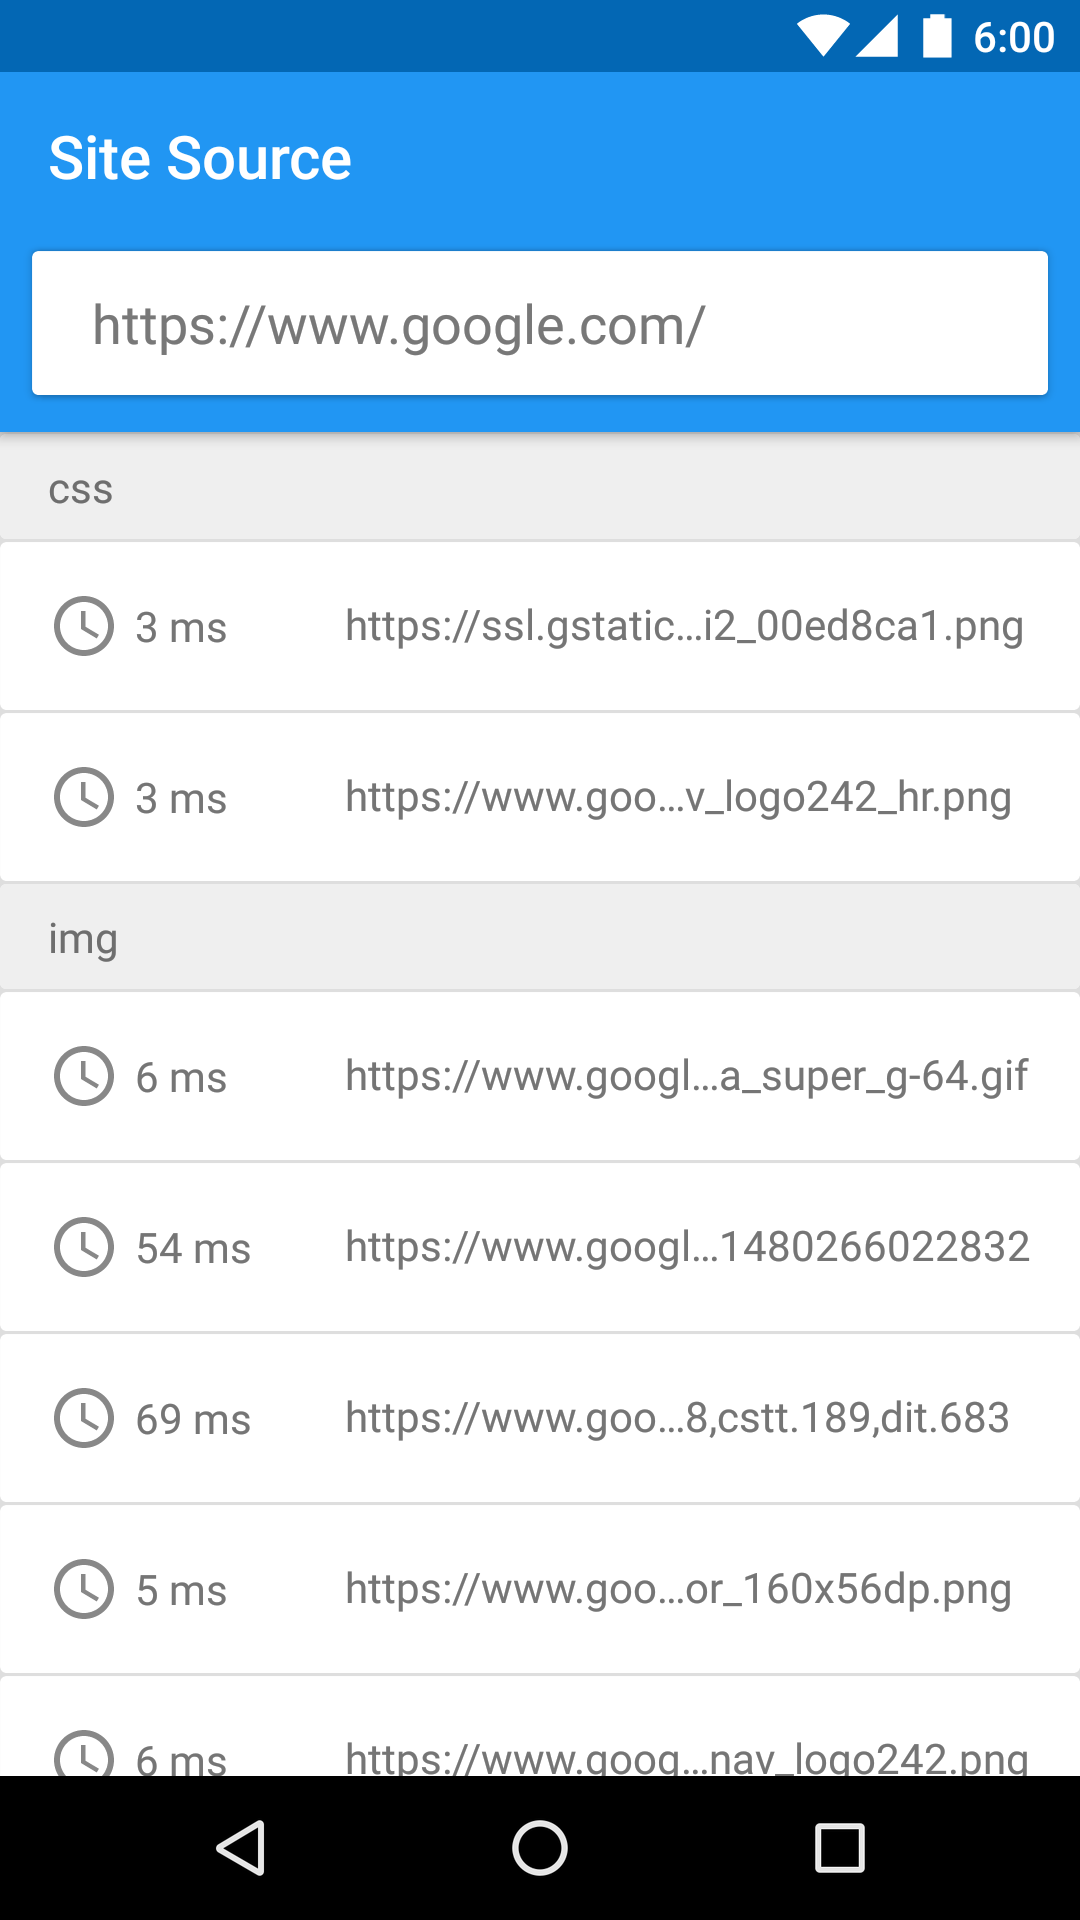 6:00
Site Source
https://www.google.com/
css
3 ms https://ssl.gstatic...i2_00ed8ca1.png
3 ms https://www.goo...v_logo242_hr.png
img
6 ms https://www.googl...a_super_g-64.gif
54 ms https://www.googl...1480266022832
69 ms https://www.goo...8,cstt.189,dit.683
5 ms https://www.goo...or_160x56dp.png
6 ms https://www.goog...nav_logo242.png